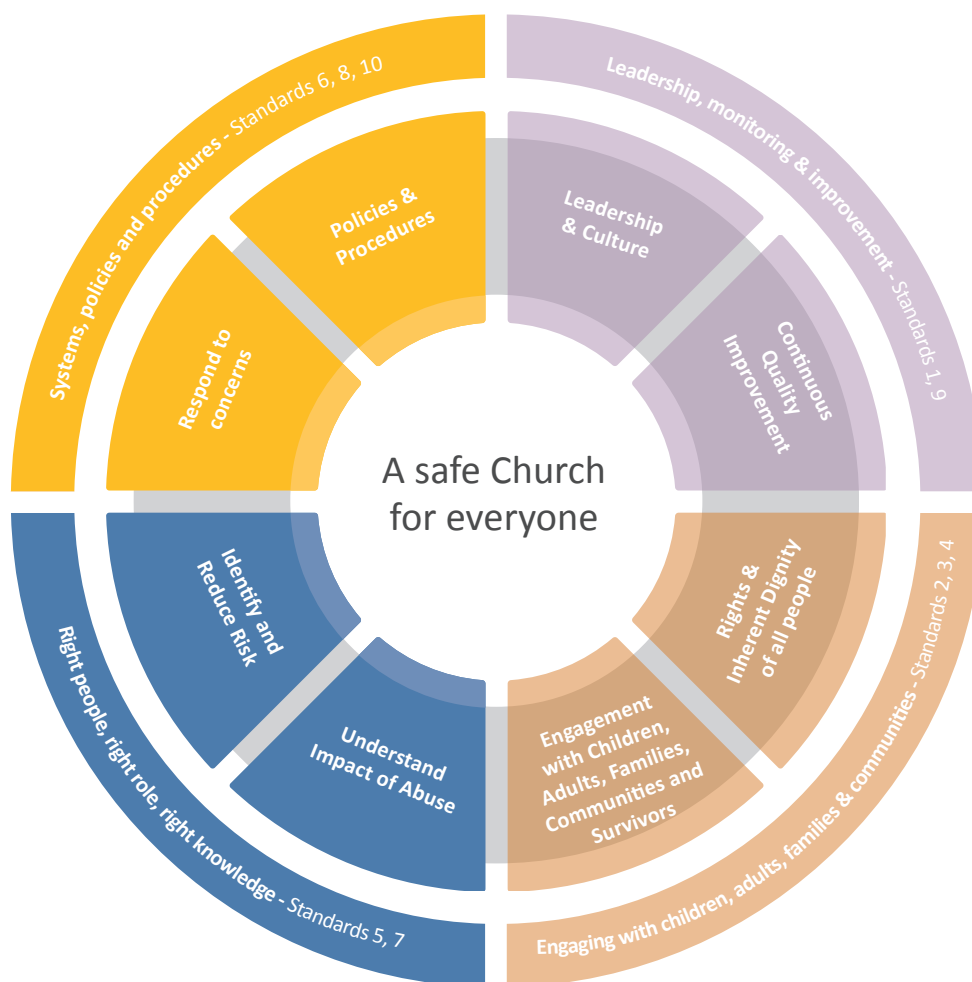 Systems, policies and procedures - Standards 6, 8, 10
Leadership, monitoring & improvement - Standards 1, 9
Policies &
Procedures
Leadership
& Culture
Respond to
concerns
Continuous
Quality
Improvement
A safe Church
for everyone
Identify and
Reduce Risk
Rights &
Inherent Dignity
of all people
Understand
Impact of Abuse
Engagement
with Children,
Adults, Families,
Communities and
Survivors
Right people, right role, right knowledge - Standards 5, 7
Engaging with children, adults, families & communities - Standards 2, 3, 4